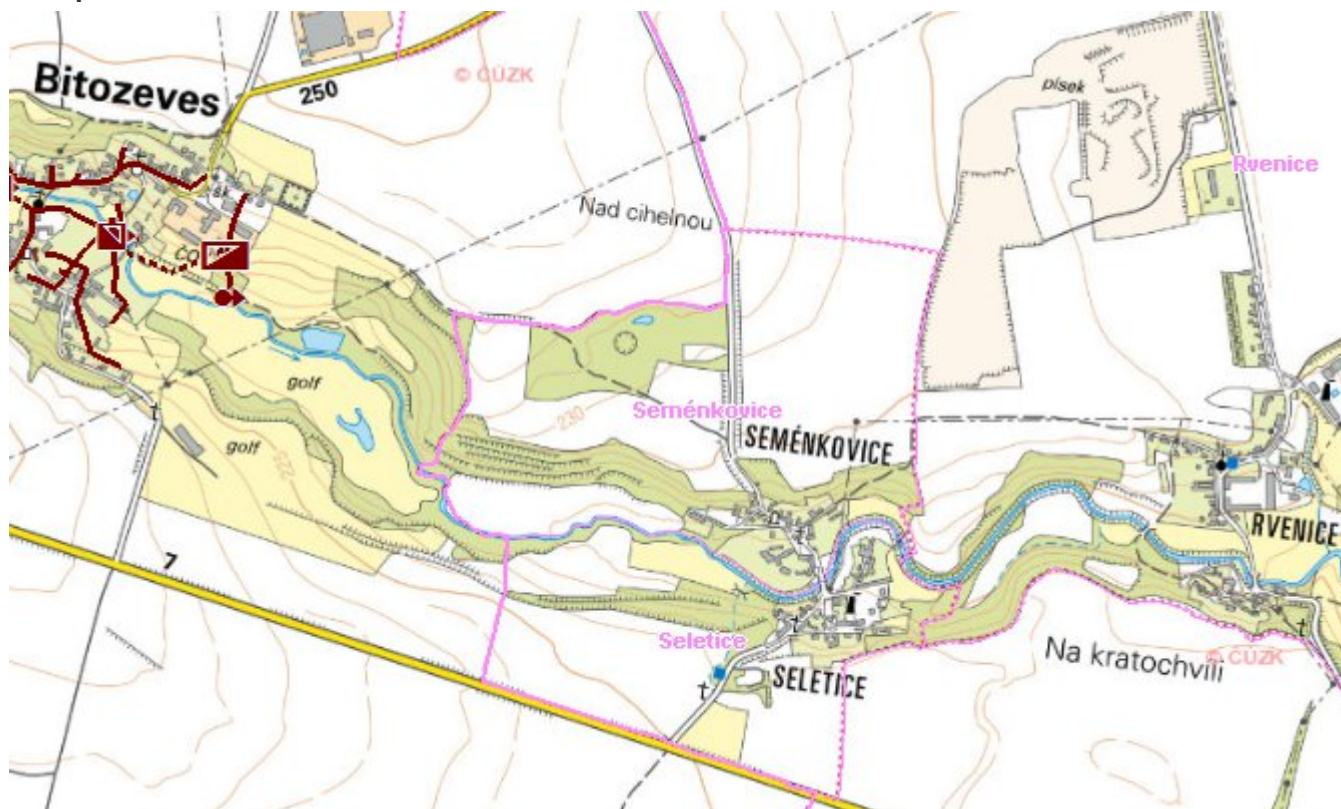 Bitozeves
250
© ČÚZK
písek
Rvenice
šk.
Nad cihelnou
golf
golf
225
230
Seménkovice
SEMÉNKOVICE
7
Seletice
SELETICE
RVENICE
Na kratochvíli
© ČÚZK